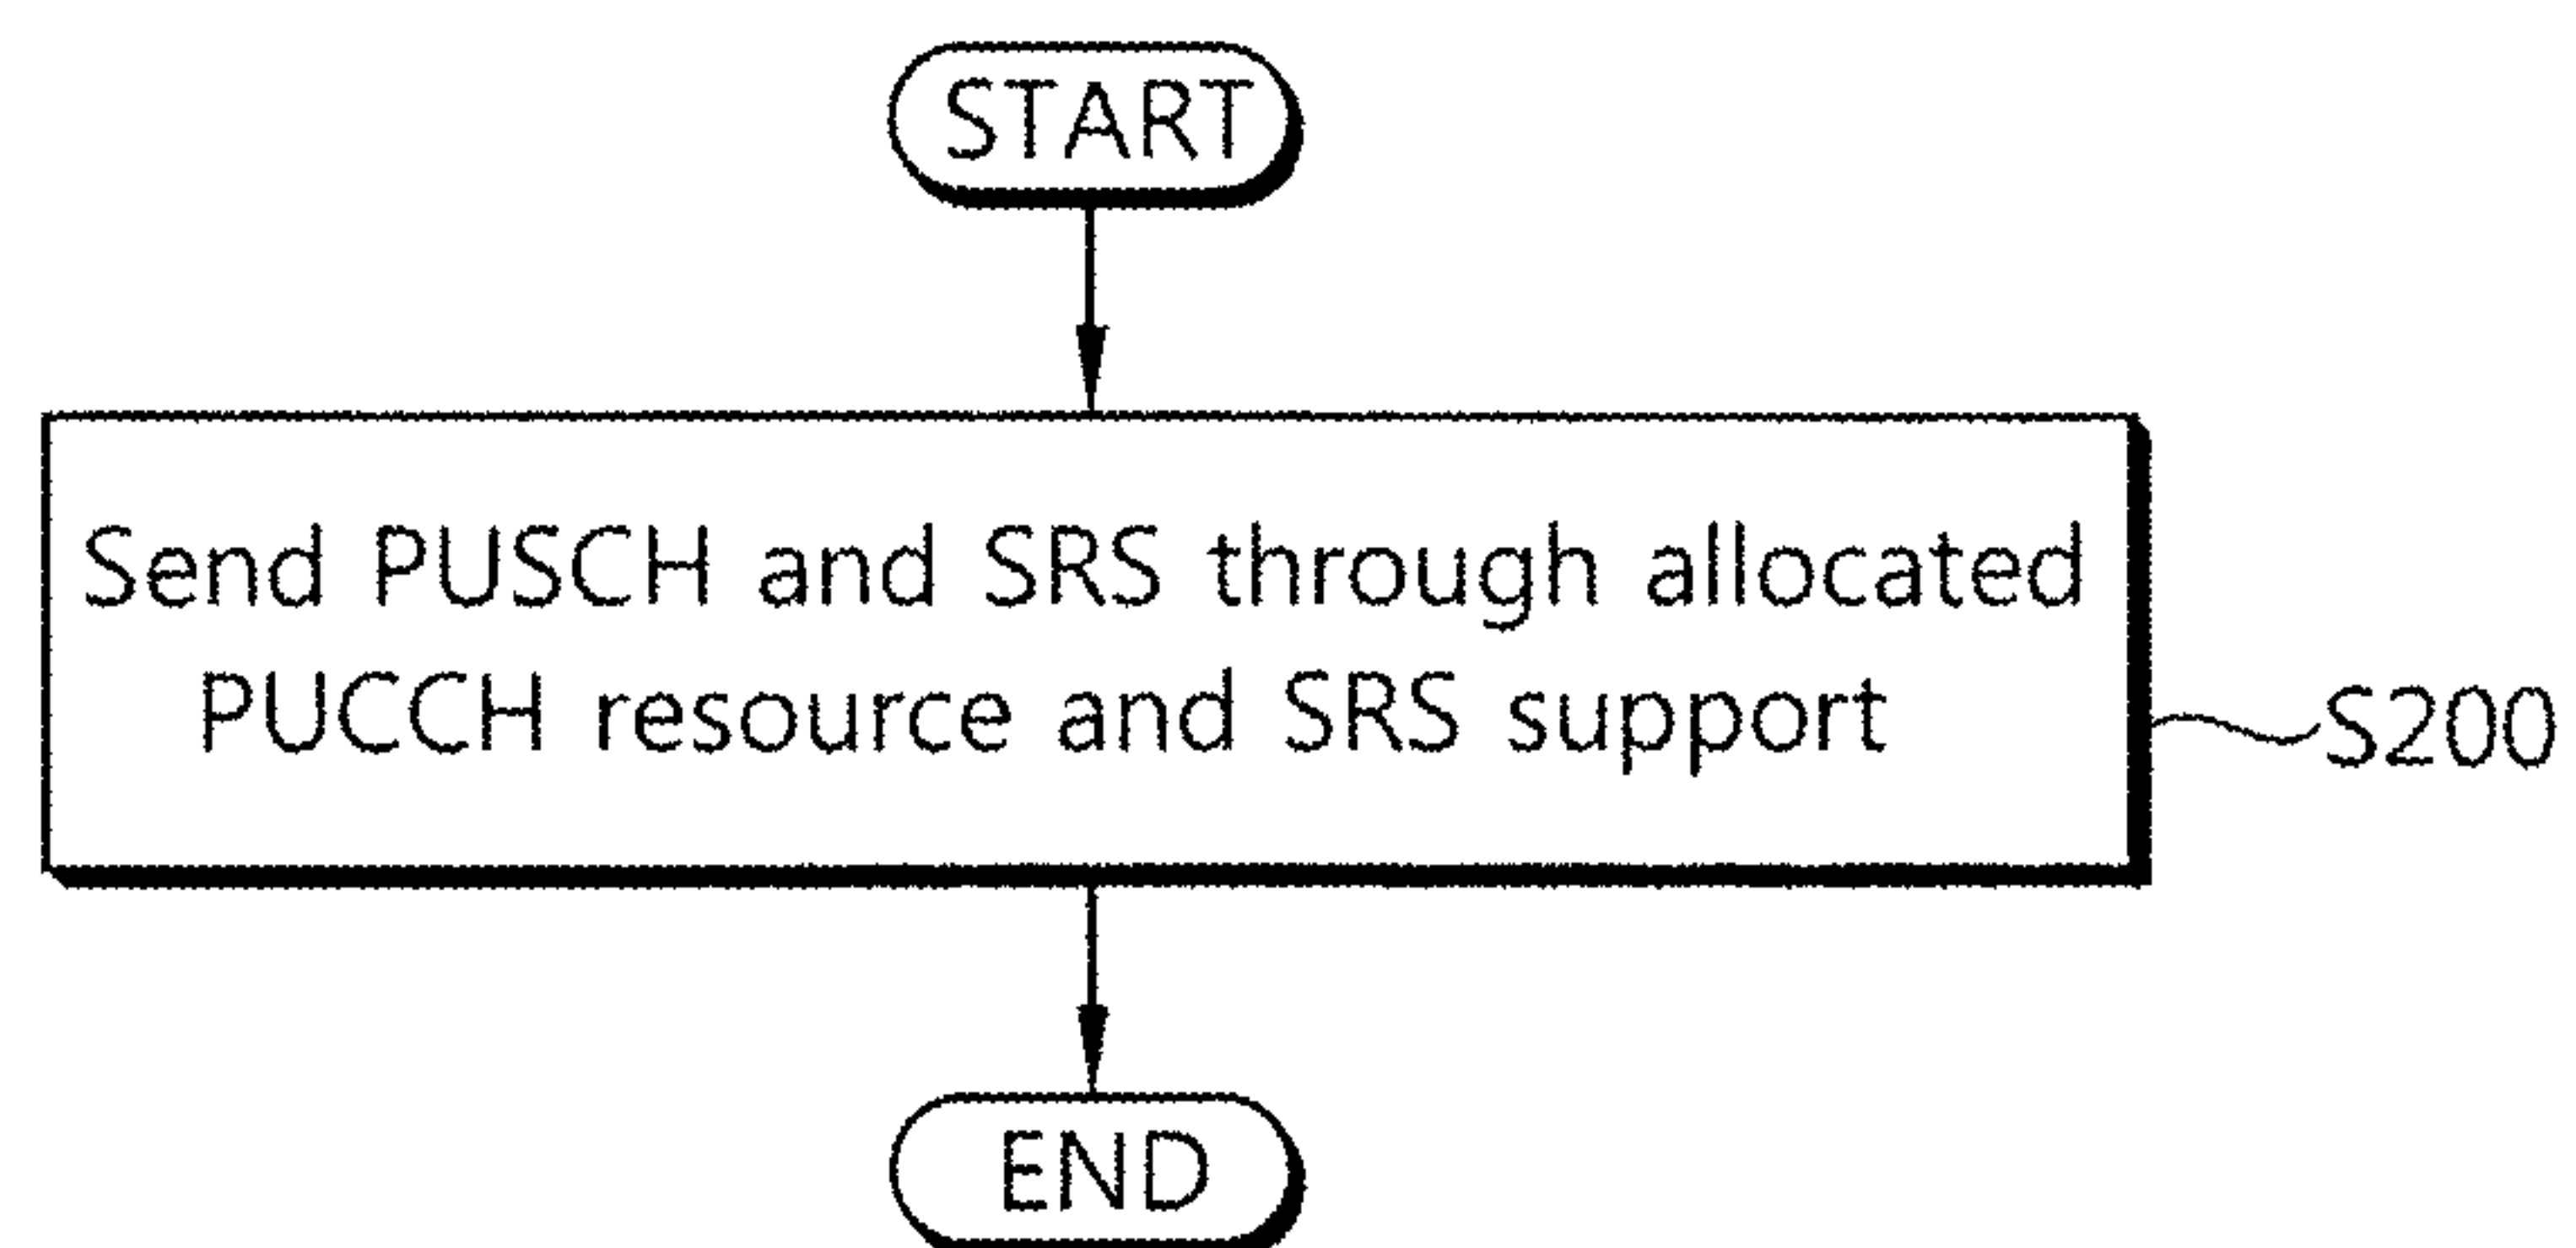 START
Send PUSCH and SRS through allocated
PUCCH resource and SRS support
S200
END